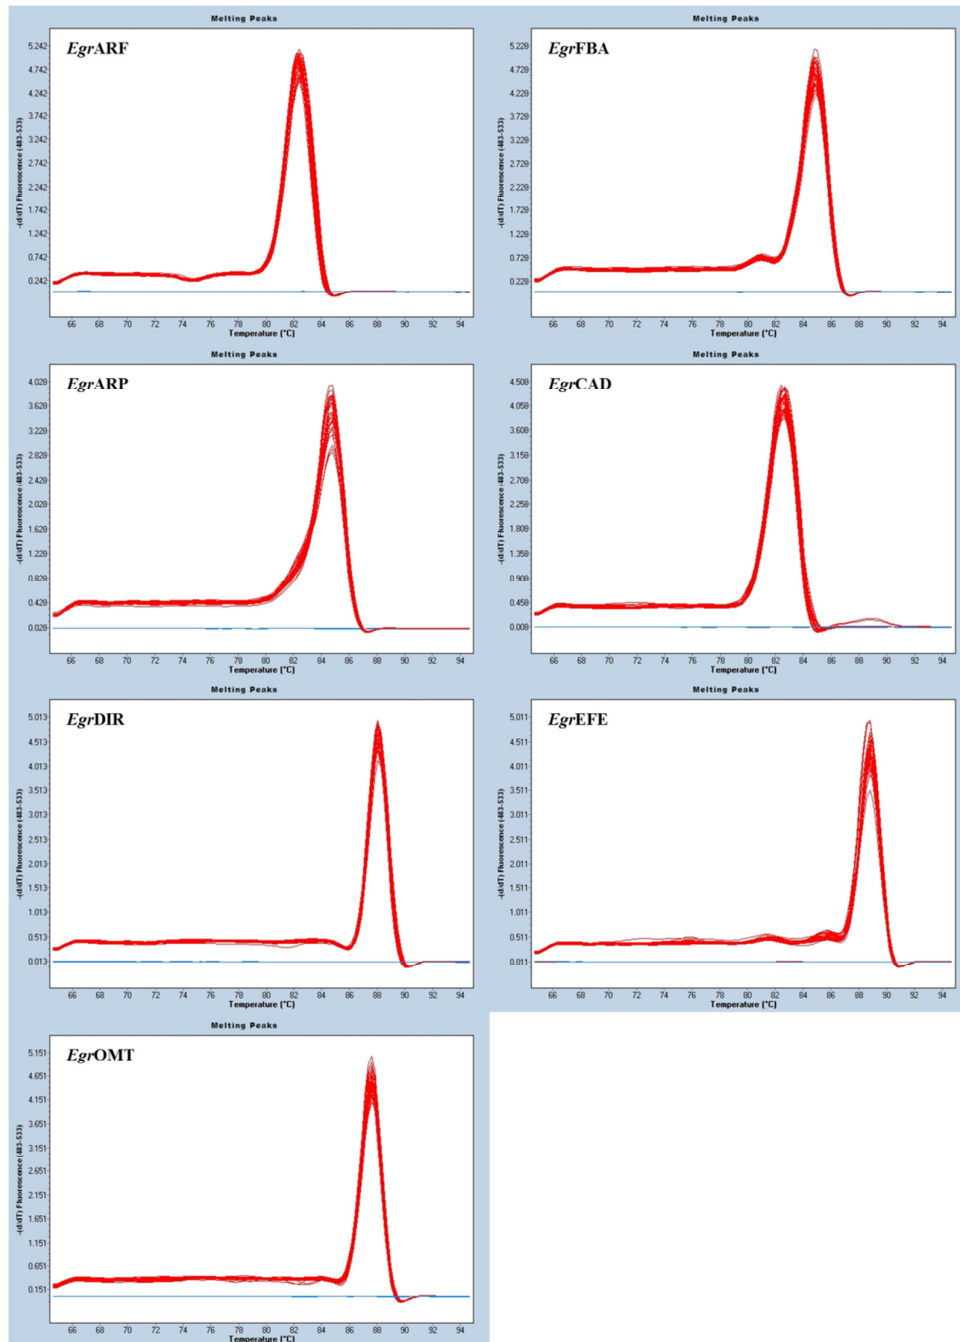 Melting Peaks
EgrARF
-(d/dT) Fluorescence (483-533)
5.242
4.742
4.242
3.742
3.242
2.742
2.242
1.742
1.242
0.742
0.242
66 68 70 72 74 76 78 80 82 84 86 88 90 92 94
Temperature (°C)
Melting Peaks
EgrFBA
-(d/dT) Fluorescence (483-533)
5.228
4.728
4.228
3.728
3.228
2.728
2.228
1.728
1.228
0.728
0.228
66 68 70 72 74 76 78 80 82 84 86 88 90 92 94
Temperature (°C)
Melting Peaks
EgrARP
-(d/dT) Fluorescence (483-533)
4.028
3.628
3.228
2.828
2.428
2.028
1.628
1.228
0.828
0.428
0.028
66 68 70 72 74 76 78 80 82 84 86 88 90 92 94
Temperature (°C)
Melting Peaks
EgrCAD
-(d/dT) Fluorescence (483-533)
4.508
4.058
3.608
3.158
2.708
2.258
1.808
1.358
0.908
0.458
0.008
66 68 70 72 74 76 78 80 82 84 86 88 90 92 94
Temperature (°C)
Melting Peaks
EgrDIR
-(d/dT) Fluorescence (483-533)
5.013
4.513
4.013
3.513
3.013
2.513
2.013
1.513
1.013
0.513
0.013
66 68 70 72 74 76 78 80 82 84 86 88 90 92 94
Temperature (°C)
Melting Peaks
EgrEFE
-(d/dT) Fluorescence (483-533)
5.011
4.511
4.011
3.511
3.011
2.511
2.011
1.511
1.011
0.511
0.011
66 68 70 72 74 76 78 80 82 84 86 88 90 92 94
Temperature (°C)
Melting Peaks
EgrOMT
-(d/dT) Fluorescence (483-533)
5.151
4.651
4.151
3.651
3.151
2.651
2.151
1.651
1.151
0.651
0.151
66 68 70 72 74 76 78 80 82 84 86 88 90 92 94
Temperature (°C)